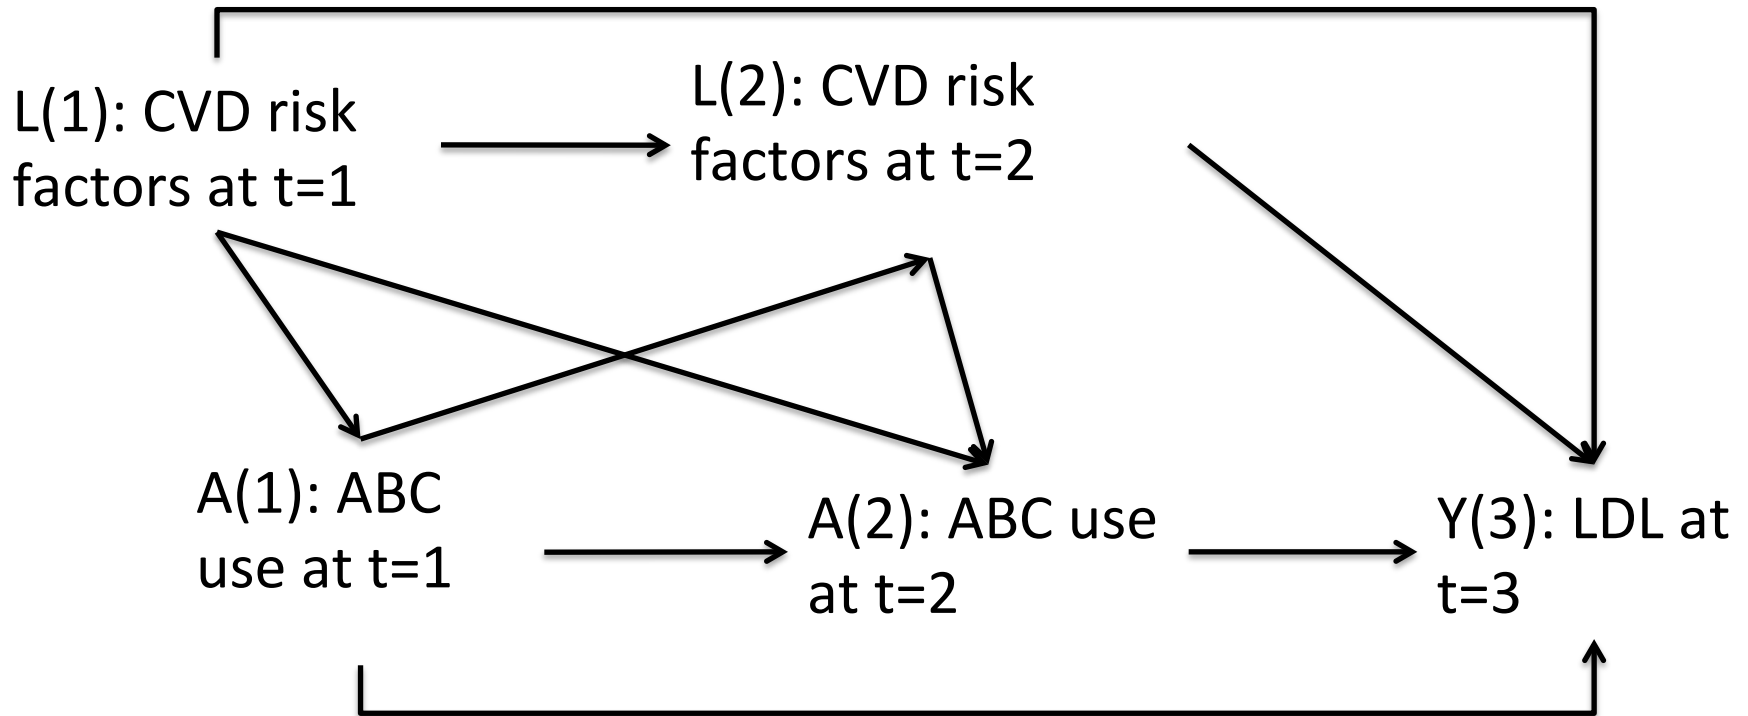 L(1): CVD risk
factors at t=1
L(2): CVD risk
factors at t=2
A(1): ABC
use at t=1
A(2): ABC use
at t=2
Y(3): LDL at
t=3